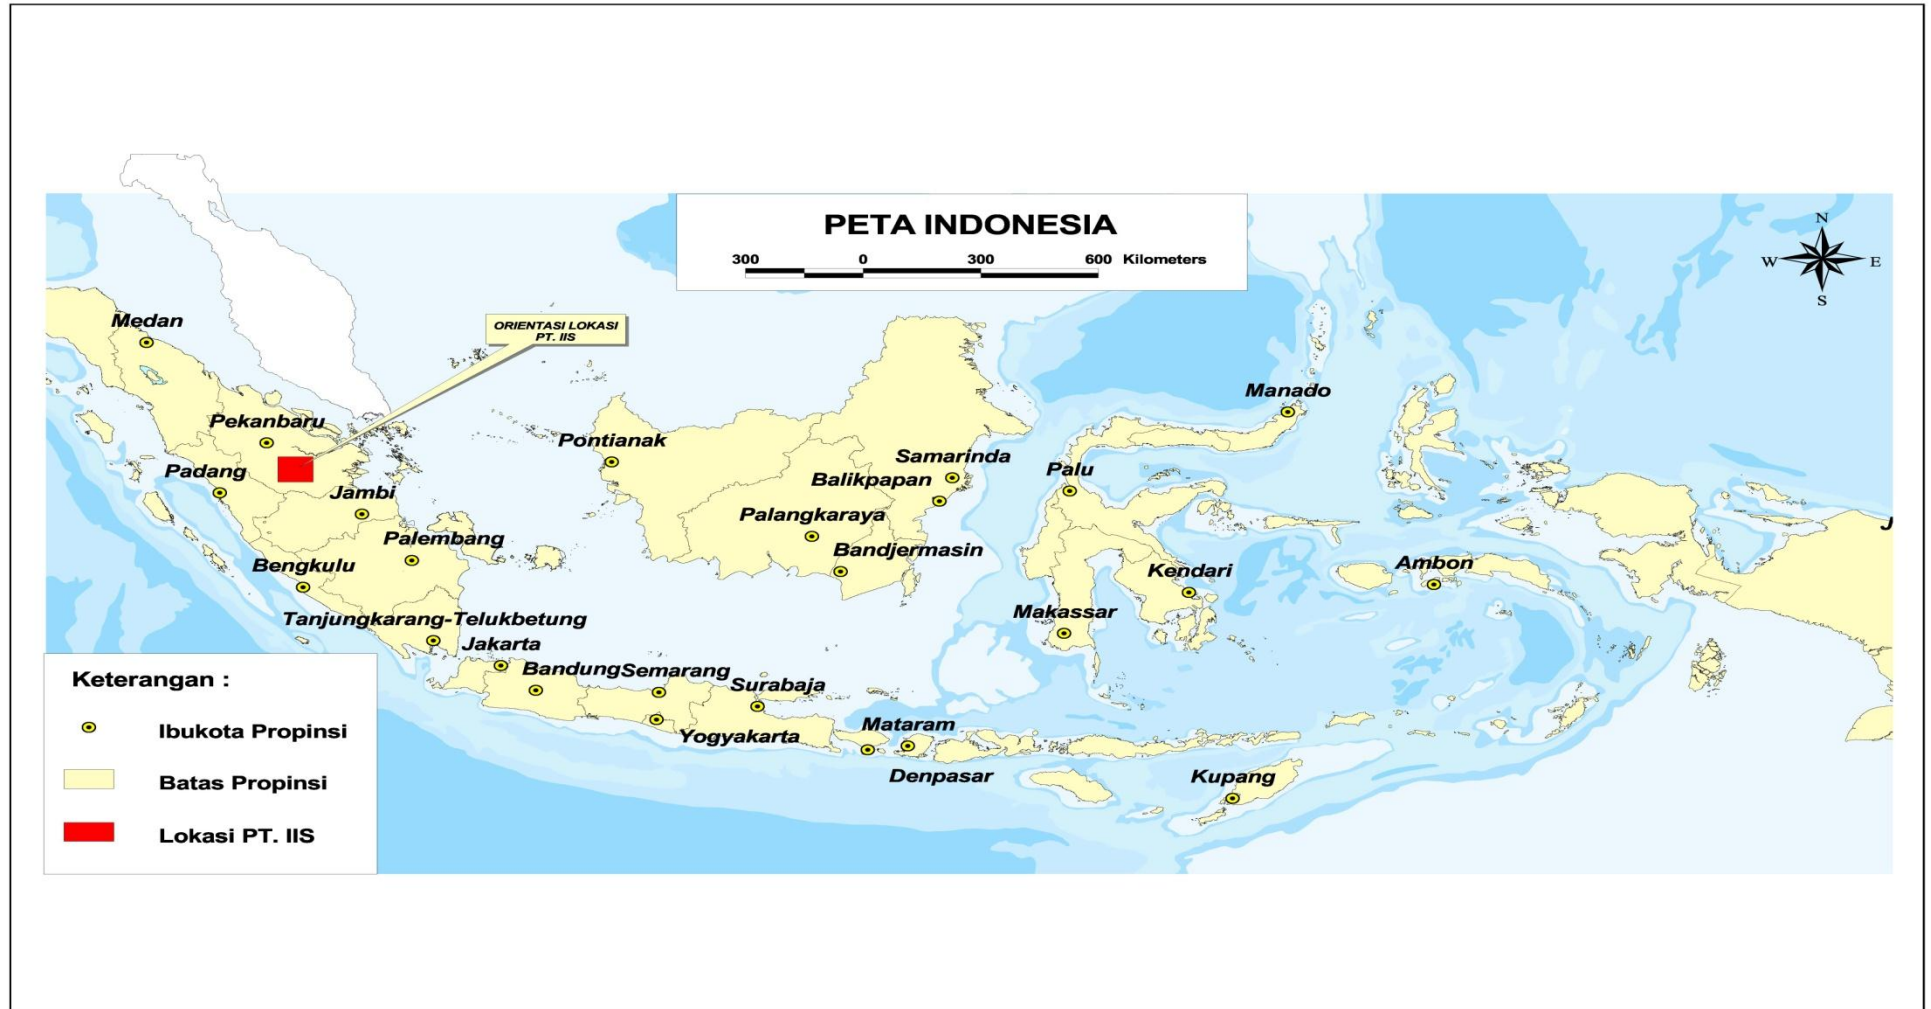 PETA INDONESIA
300 0 300 600 Kilometers
N
W E
S
ORIENTASI LOKASI
PT. IIS
Medan
Pekanbaru
Padang
Jambi
Palembang
Bengkulu
Tanjungkarang-Telukbetung
Jakarta
Bandung
Semarang
Surabaja
Yogyakarta
Mataram
Denpasar
Pontianak
Samarinda
Balikpapan
Palangkaraya
Bandjermasin
Manado
Palu
Kendari
Makassar
Ambon
Kupang
J
Keterangan :
Ibukota Propinsi
Batas Propinsi
Lokasi PT. IIS